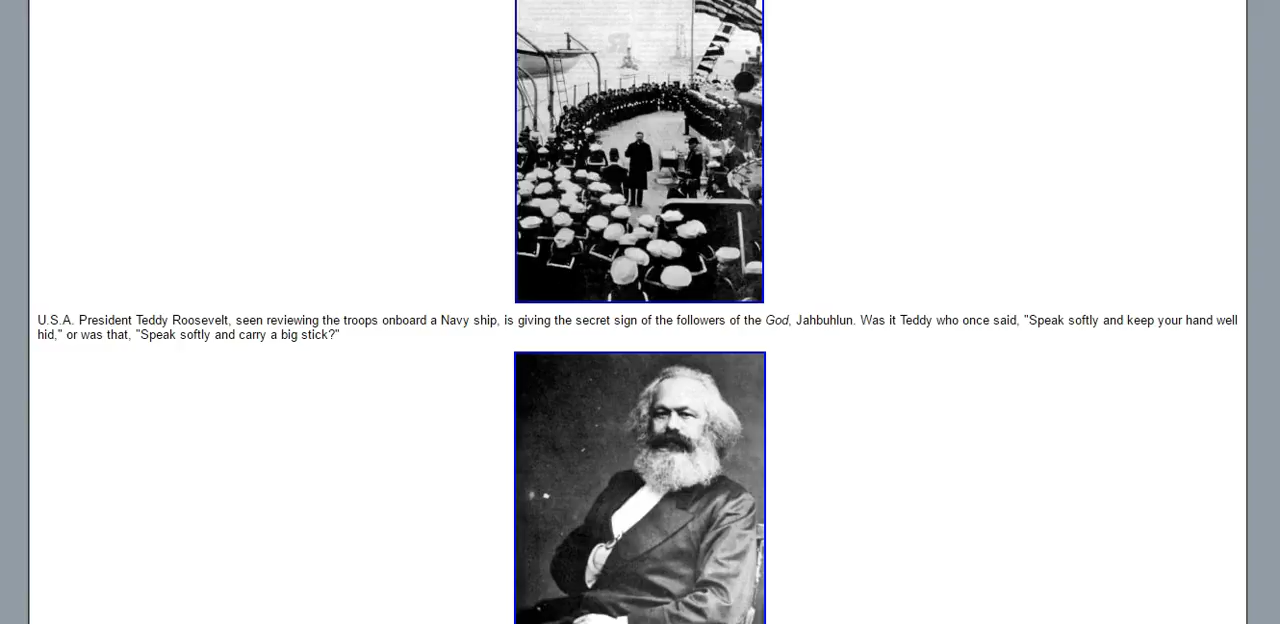 U.S.A. President Teddy Roosevelt, seen reviewing the troops onboard a Navy ship, is giving the secret sign of the followers of the God, Jahbuhlun. Was it Teddy who once said, "Speak softly and keep your hand well
hid," or was that, "Speak softly and carry a big stick?"